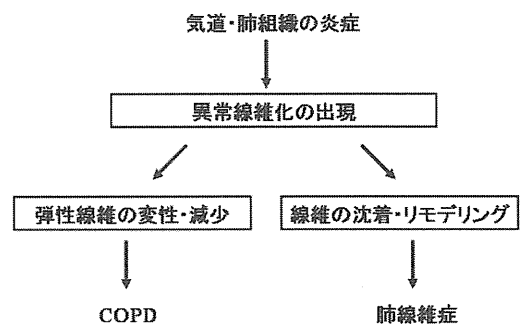 気道・肺組織の炎症
異常線維化の出現
弾性線維の変性・減少
線維の沈着・リモデリング
COPD
肺線維症